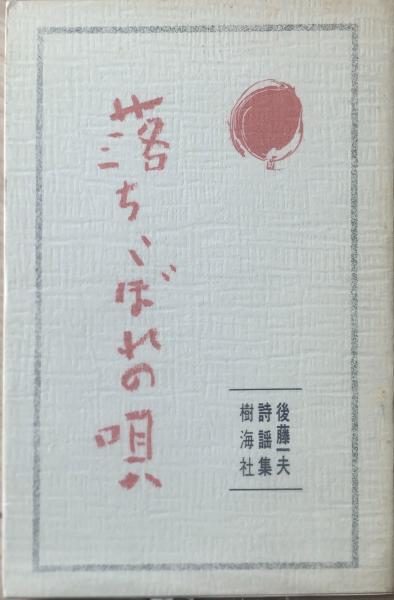 落ちこぼれの唄
後藤一夫
詩謡集
樹海社